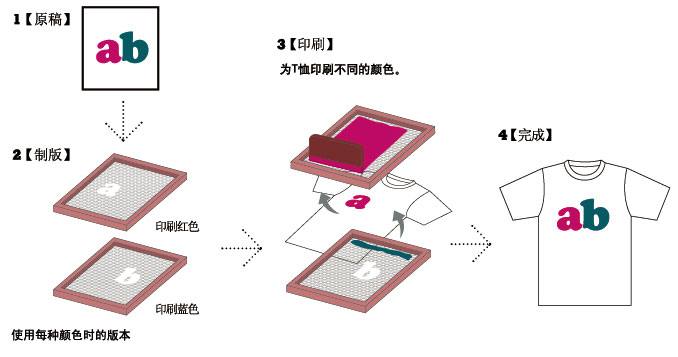 1【原稿】
ab
2【制版】
a
印刷红色
b
印刷蓝色
使用每种颜色时的版本
3【印刷】
为T恤印刷不同的颜色。
a
b
4【完成】
ab